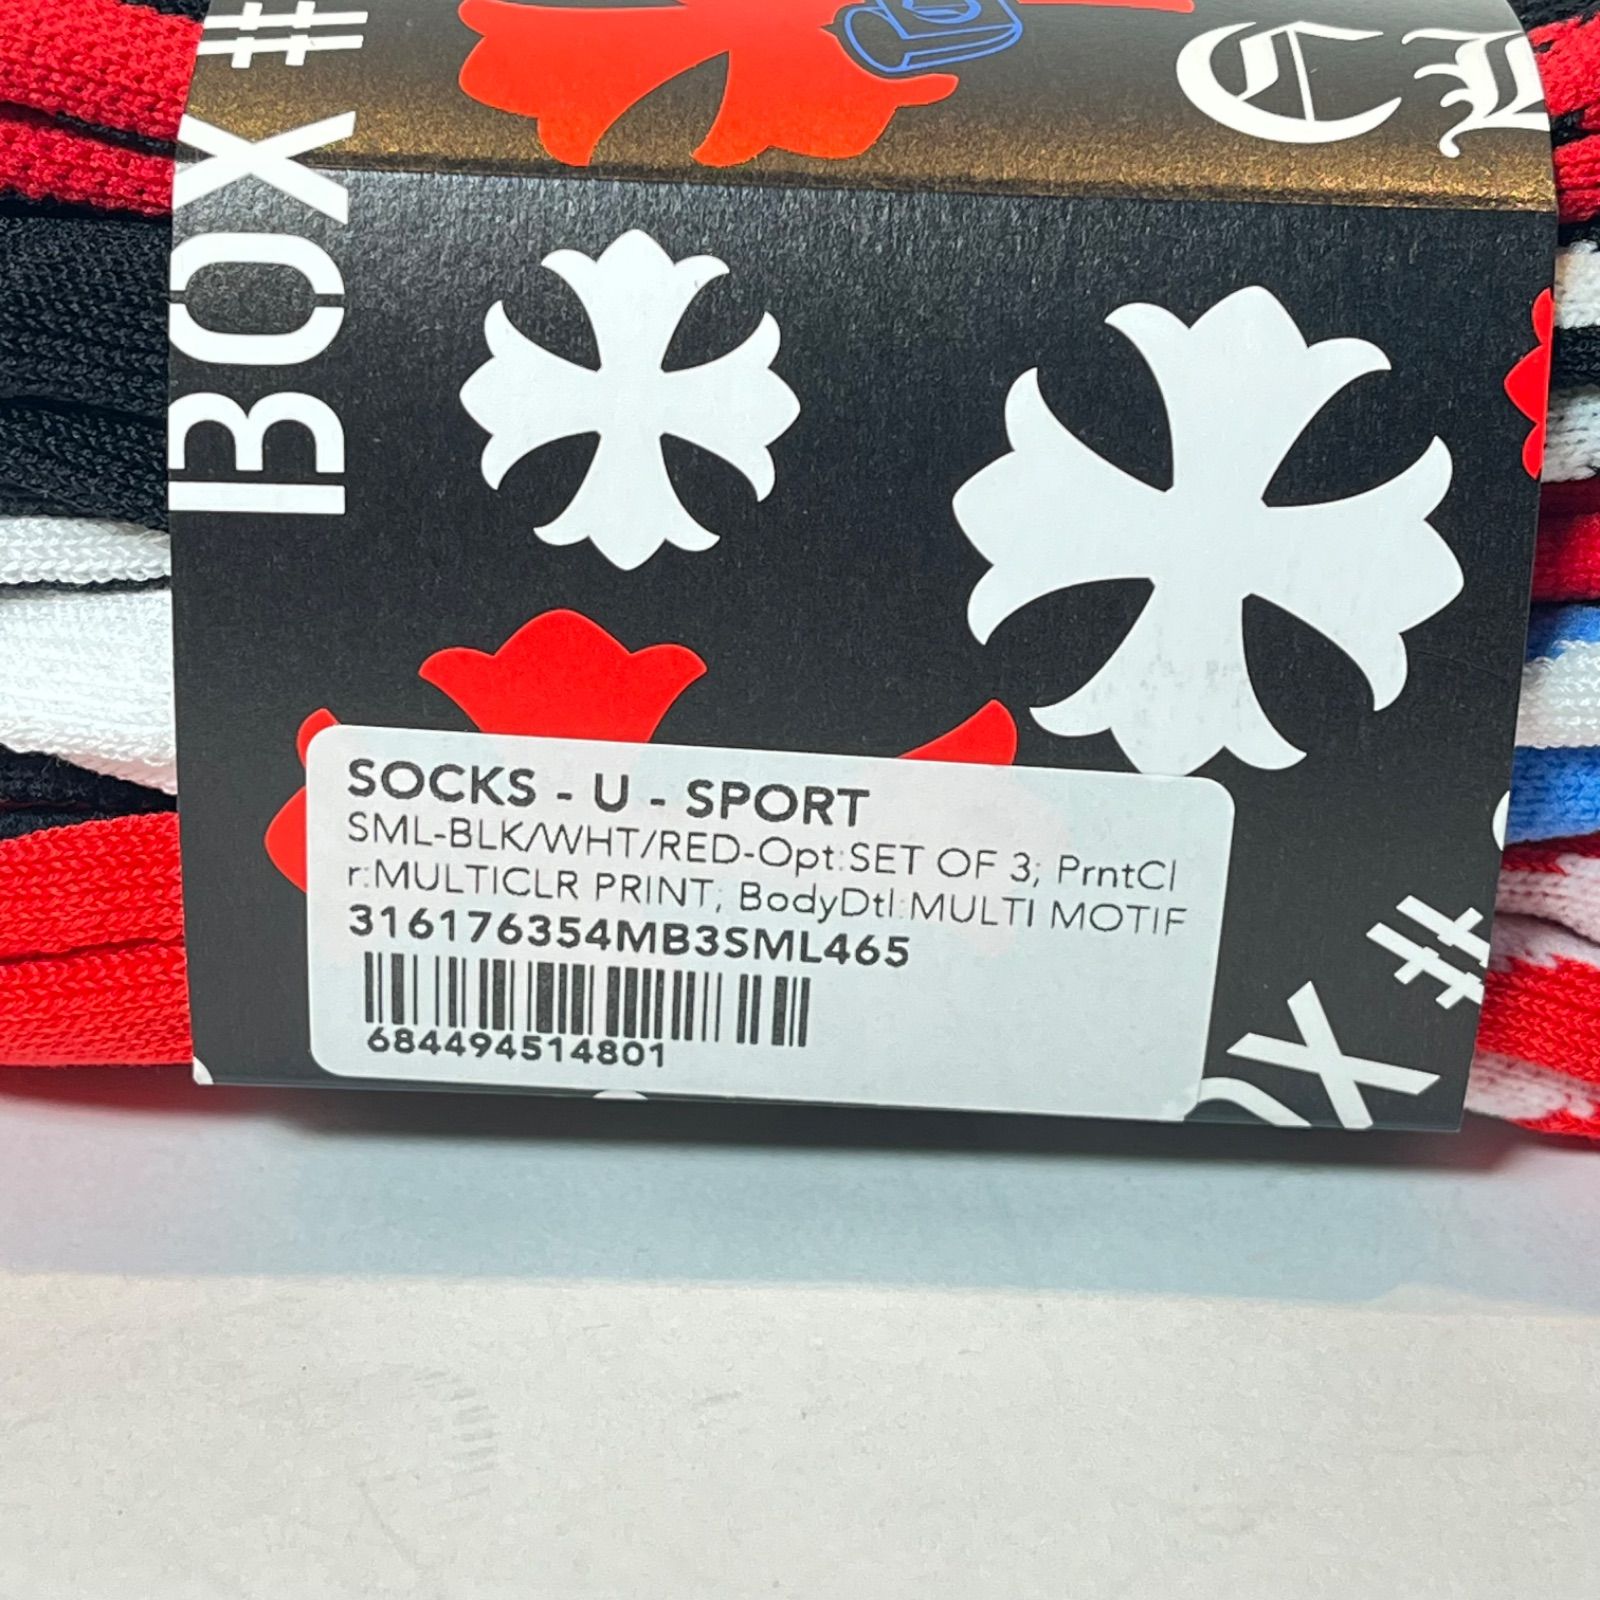 BOX #
SOCKS - U - SPORT
SML-BLK/WHT/RED-Opt:SET OF 3; PrntCl
r:MULTICLR PRINT; BodyDtl:MULTI MOTIF
316176354MB3SML465
684494514801
X #